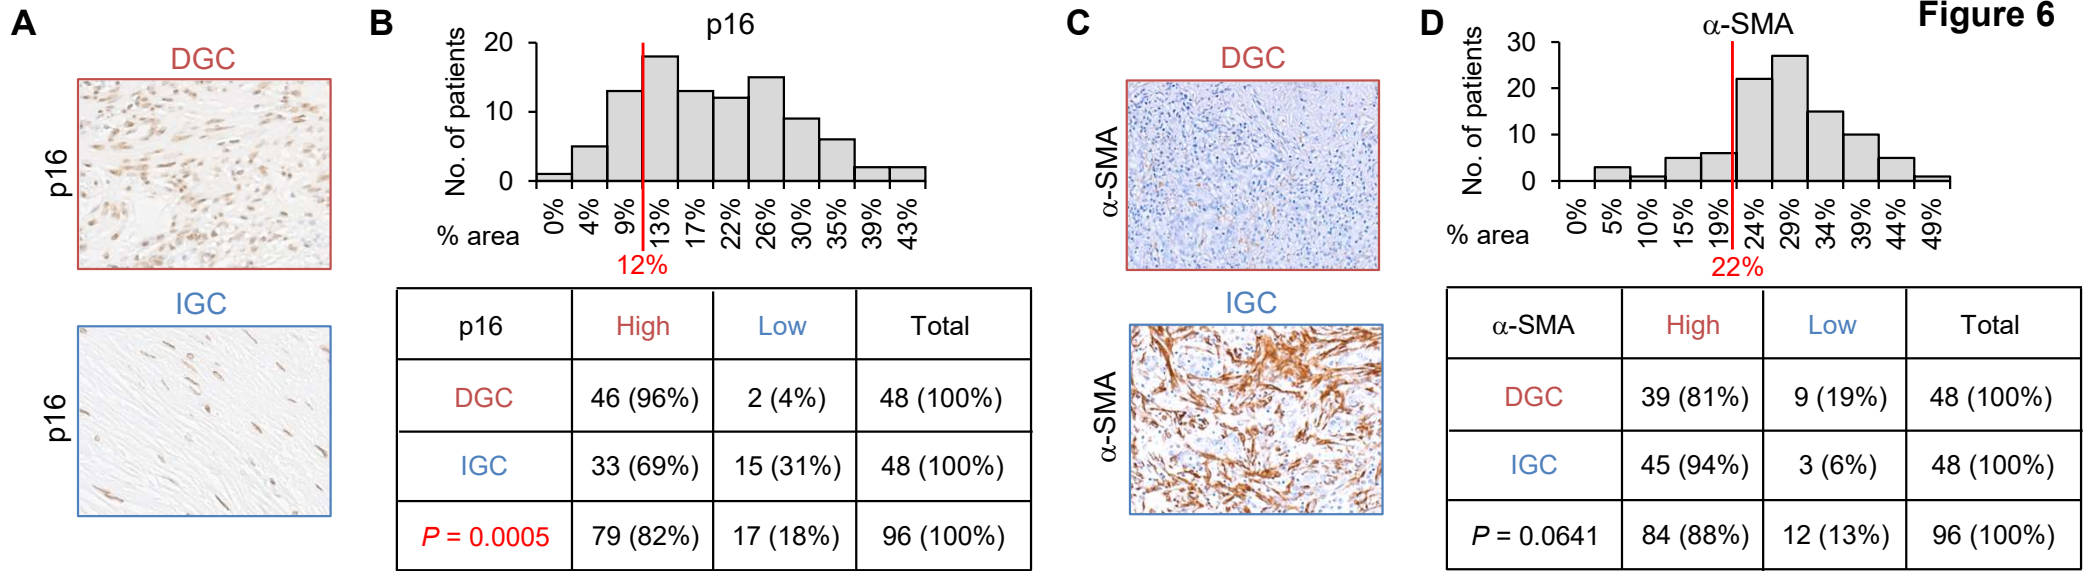 Figure 6
A
DGC
p16
IGC
p16
B
p16
No. of patients
20
10
0
0% 4% 9% 13% 17% 22% 26% 30% 35% 39% 43%
% area
12%
p16 High Low Total
DGC 46 (96%) 2 (4%) 48 (100%)
IGC 33 (69%) 15 (31%) 48 (100%)
P = 0.0005 79 (82%) 17 (18%) 96 (100%)
C
DGC
α-SMA
IGC
α-SMA
D
α-SMA
No. of patients
30
20
10
0
0% 5% 10% 15% 19% 24% 29% 34% 39% 44% 49%
% area
22%
α-SMA High Low Total
DGC 39 (81%) 9 (19%) 48 (100%)
IGC 45 (94%) 3 (6%) 48 (100%)
P = 0.0641 84 (88%) 12 (13%) 96 (100%)